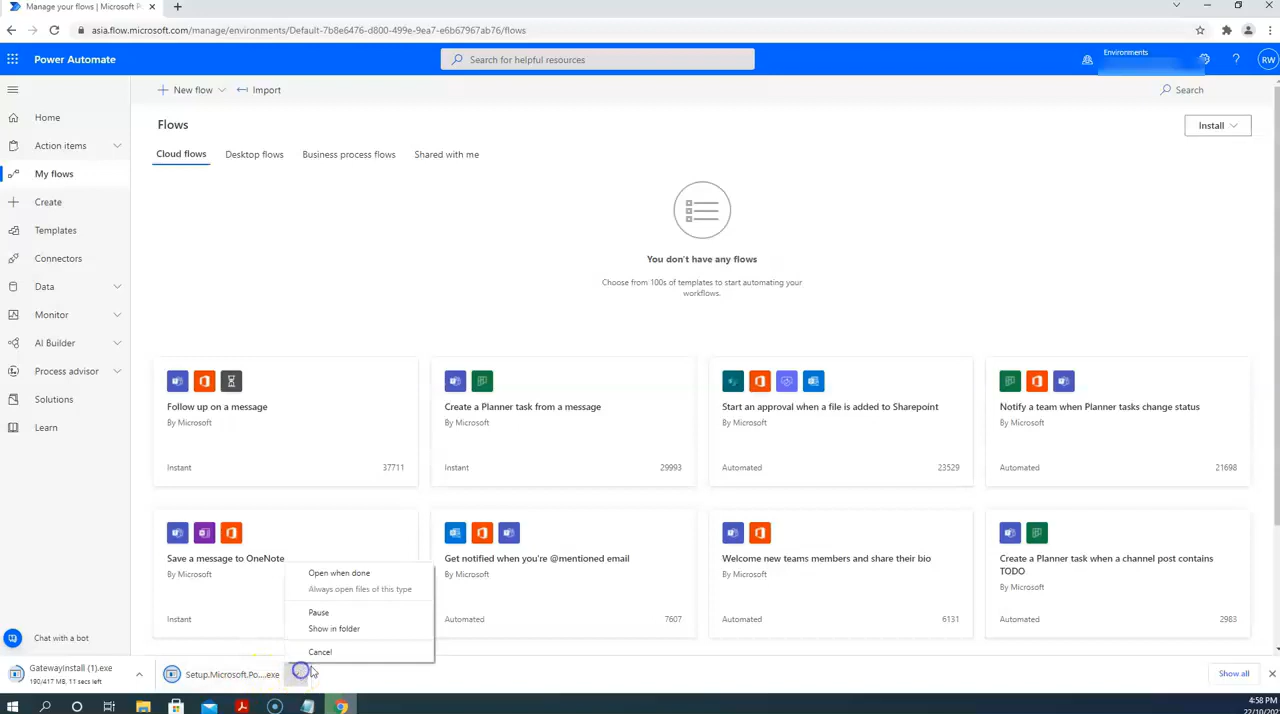 Manage your flows | Microsoft P
asia.flow.microsoft.com/manage/environments/Default-7b8e6476-d800-499e-9ea7-e6b67967ab76/flows
Power Automate
Search for helpful resources
Environments
RW
New flow
Import
Search
Home
Action items
My flows
Create
Templates
Connectors
Data
Monitor
AI Builder
Process advisor
Solutions
Learn
Chat with a bot
Flows
Install
Cloud flows
Desktop flows
Business process flows
Shared with me
You don't have any flows
Choose from 100s of templates to start automating your
workflows.
Follow up on a message
By Microsoft
Instant 37711
Create a Planner task from a message
By Microsoft
Instant 29993
Start an approval when a file is added to Sharepoint
By Microsoft
Automated 23529
Notify a team when Planner tasks change status
By Microsoft
Automated 21698
Save a message to OneNote
By Microsoft
Instant
Get notified when you're @mentioned email
By Microsoft
Automated 7607
Welcome new teams members and share their bio
By Microsoft
Automated 6131
Create a Planner task when a channel post contains
TODO
By Microsoft
Automated 2983
Open when done
Always open files of this type
Pause
Show in folder
Cancel
GatewayInstall (1).exe
190/417 MB, 11 secs left
Setup.Microsoft.Po....exe
Show all
4:58 PM
22/10/202